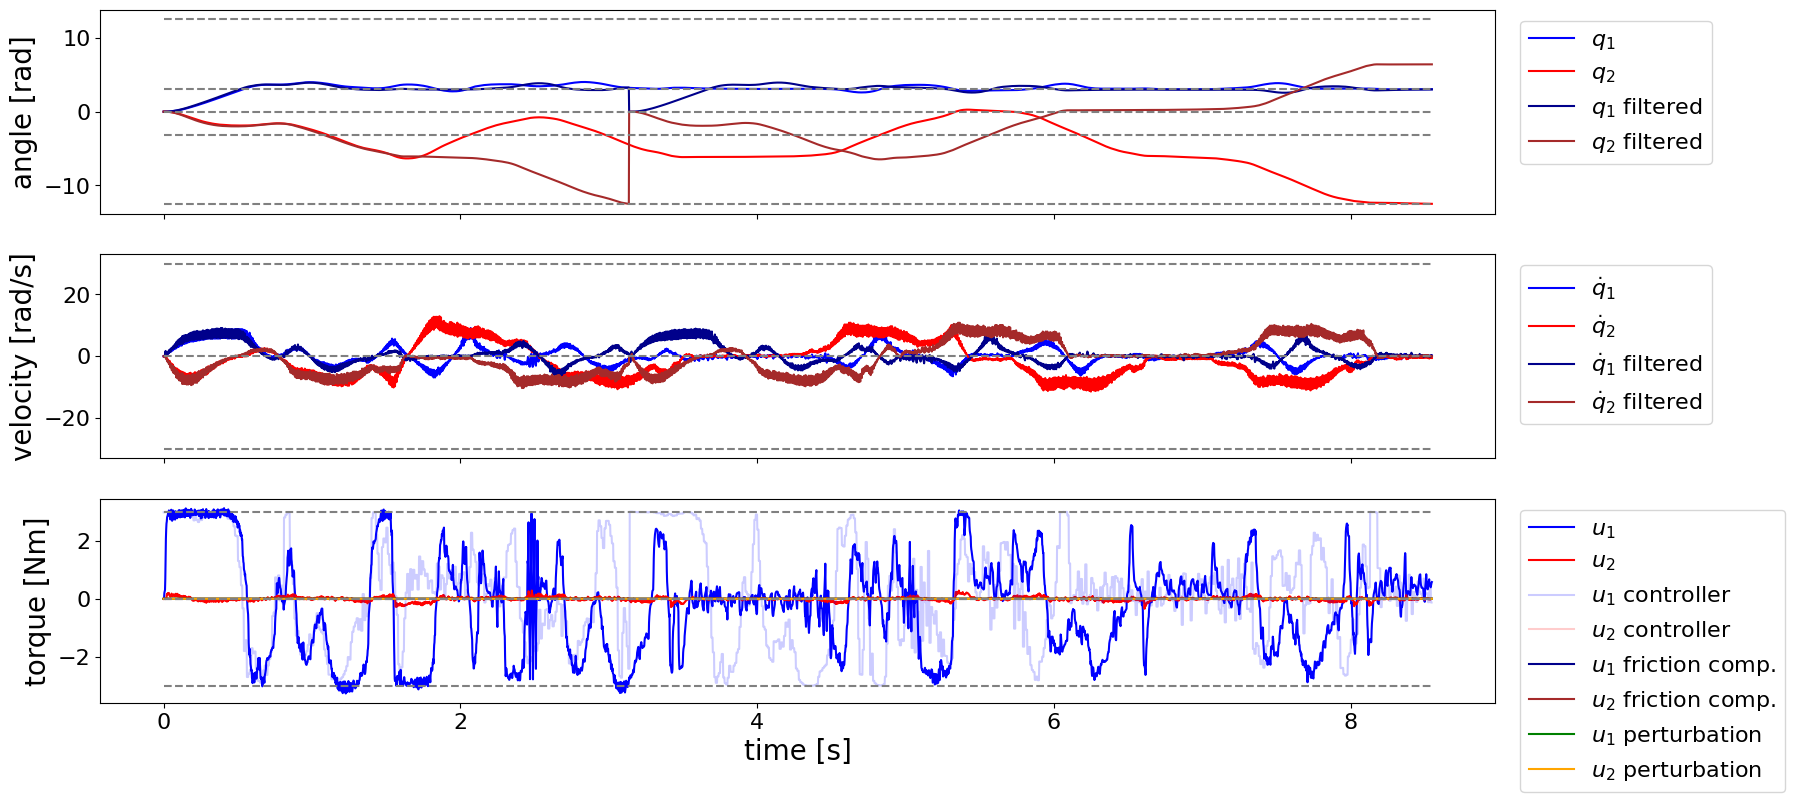 angle [rad]
10
0
−10
q₁
q₂
q₁ filtered
q₂ filtered
velocity [rad/s]
20
0
−20
q̇₁
q̇₂
q̇₁ filtered
q̇₂ filtered
torque [Nm]
2
0
−2
0
2
4
6
8
time [s]
u₁
u₂
u₁ controller
u₂ controller
u₁ friction comp.
u₂ friction comp.
u₁ perturbation
u₂ perturbation